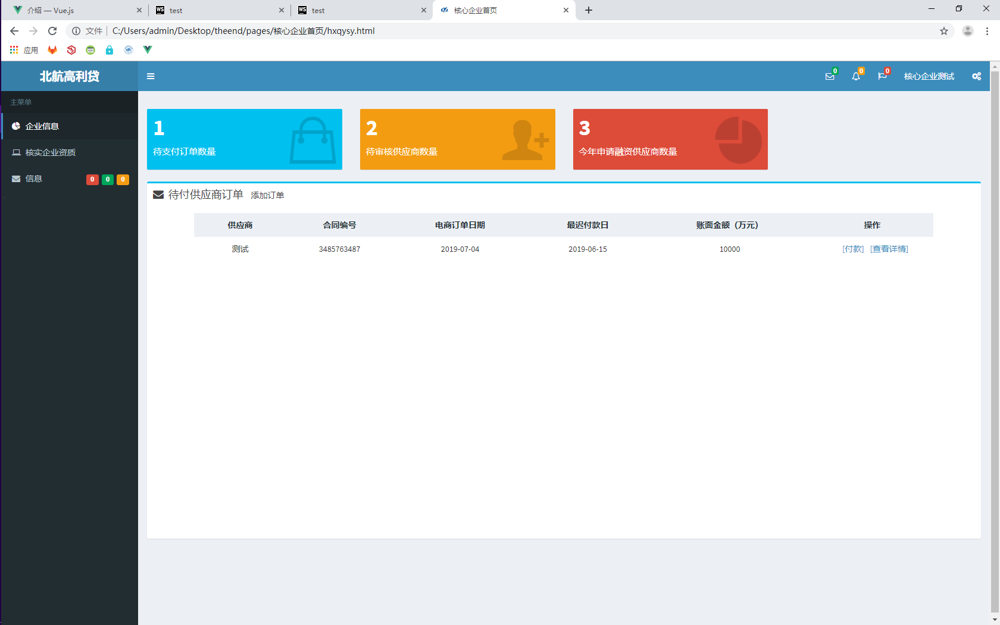 介绍 — Vue.js
test
test
核心企业首页
文件 C:/Users/admin/Desktop/theend/pages/核心企业首页/hxqysy.html
应用
北航高利贷
0 0 0 核心企业测试
主菜单
企业信息
核实企业资质
信息 0 0 0
1
待支付订单数量
2
待审核供应商数量
3
今年申请融资供应商数量
待付供应商订单 添加订单
供应商 合同编号 电商订单日期 最迟付款日 账面金额（万元） 操作
测试 3485763487 2019-07-04 2019-06-15 10000 [付款] [查看详情]